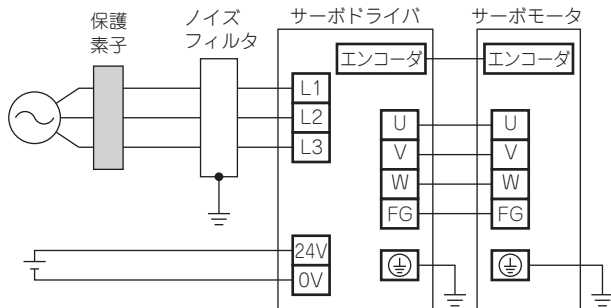 保護
素子
ノイズ
フィルタ
サーボドライバ
サーボモータ
エンコーダ
エンコーダ
L1
L2
L3
U
V
W
FG
U
V
W
FG
24V
0V